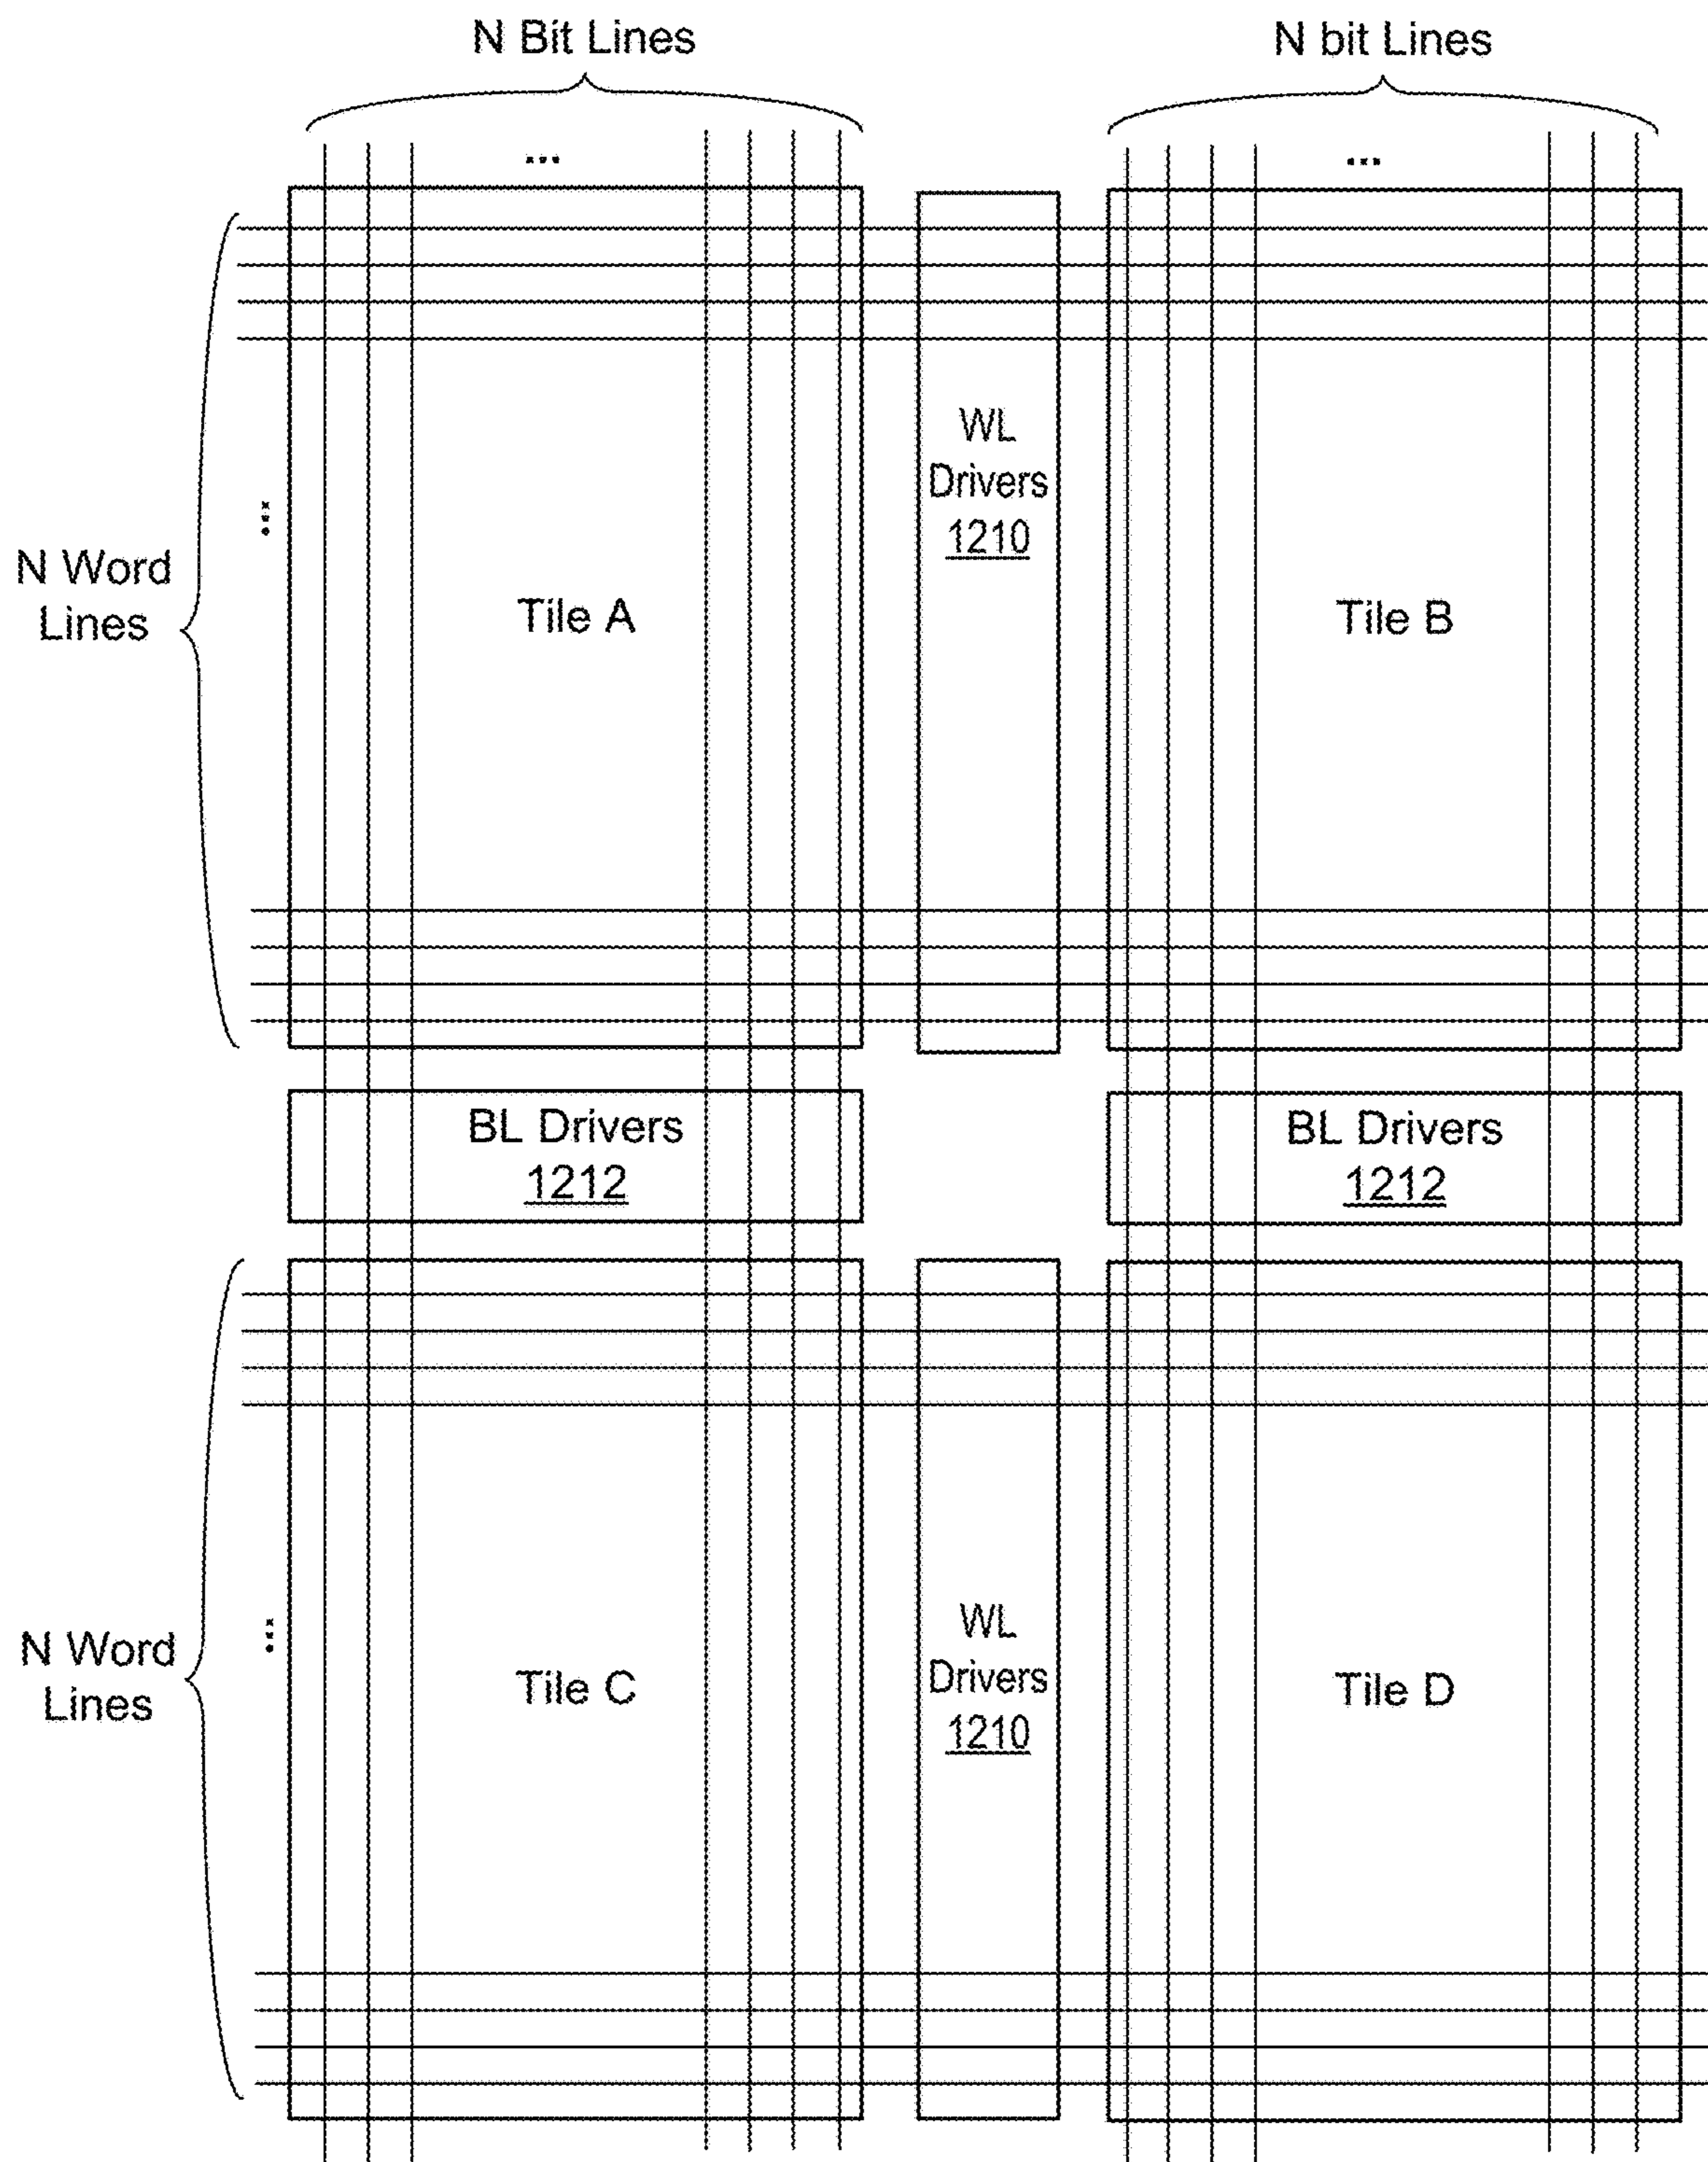 N Bit Lines
N bit Lines
...
...
N Word
Lines
...
Tile A
WL
Drivers
1210
Tile B
BL Drivers
1212
BL Drivers
1212
N Word
Lines
...
Tile C
WL
Drivers
1210
Tile D